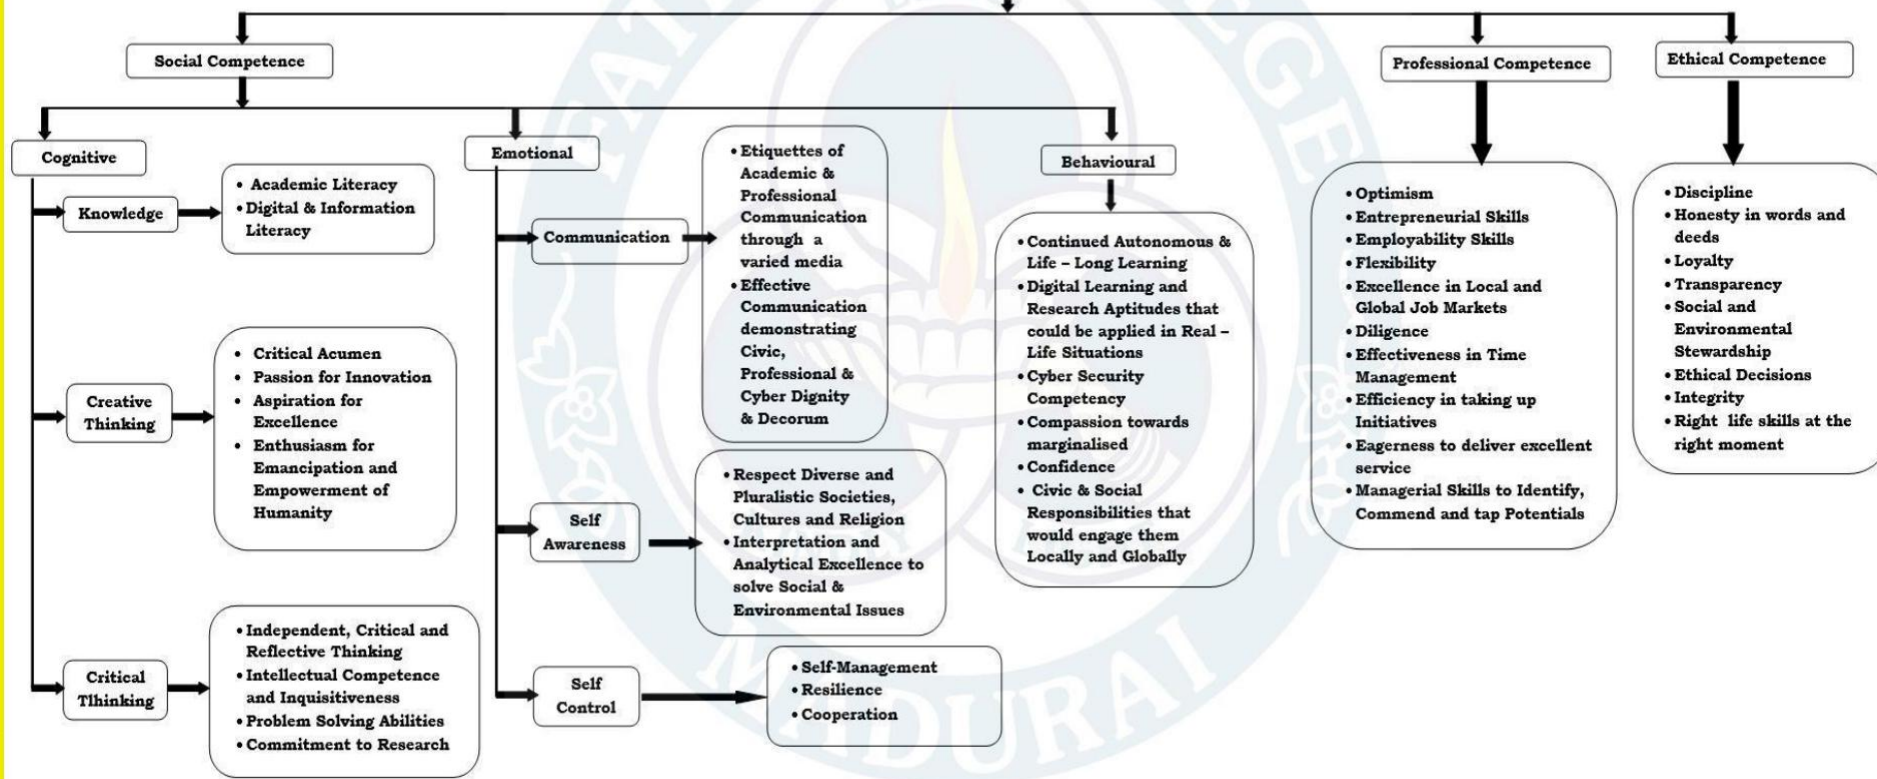 Social Competence
Professional Competence
Ethical Competence
Cognitive
Knowledge
• Academic Literacy
• Digital & Information
Literacy
Creative
Thinking
• Critical Acumen
• Passion for Innovation
• Aspiration for
Excellence
• Enthusiasm for
Emancipation and
Empowerment of
Humanity
Critical
Tlhinking
• Independent, Critical and
Reflective Thinking
• Intellectual Competence
and Inquisitiveness
• Problem Solving Abilities
• Commitment to Research
Emotional
Communication
• Etiquettes of
Academic &
Professional
Communication
through a
varied media
• Effective
Communication
demonstrating
Civic,
Professional &
Cyber Dignity
& Decorum
Self
Awareness
• Respect Diverse and
Pluralistic Societies,
Cultures and Religion
• Interpretation and
Analytical Excellence to
solve Social &
Environmental Issues
Self
Control
• Self-Management
• Resilience
• Cooperation
Behavioural
• Continued Autonomous &
Life – Long Learning
• Digital Learning and
Research Aptitudes that
could be applied in Real –
Life Situations
• Cyber Security
Competency
• Compassion towards
marginalised
• Confidence
• Civic & Social
Responsibilities that
would engage them
Locally and Globally
• Optimism
• Entrepreneurial Skills
• Employability Skills
• Flexibility
• Excellence in Local and
Global Job Markets
• Diligence
• Effectiveness in Time
Management
• Efficiency in taking up
Initiatives
• Eagerness to deliver excellent
service
• Managerial Skills to Identify,
Commend and tap Potentials
• Discipline
• Honesty in words and
deeds
• Loyalty
• Transparency
• Social and
Environmental
Stewardship
• Ethical Decisions
• Integrity
• Right life skills at the
right moment
MADURAI